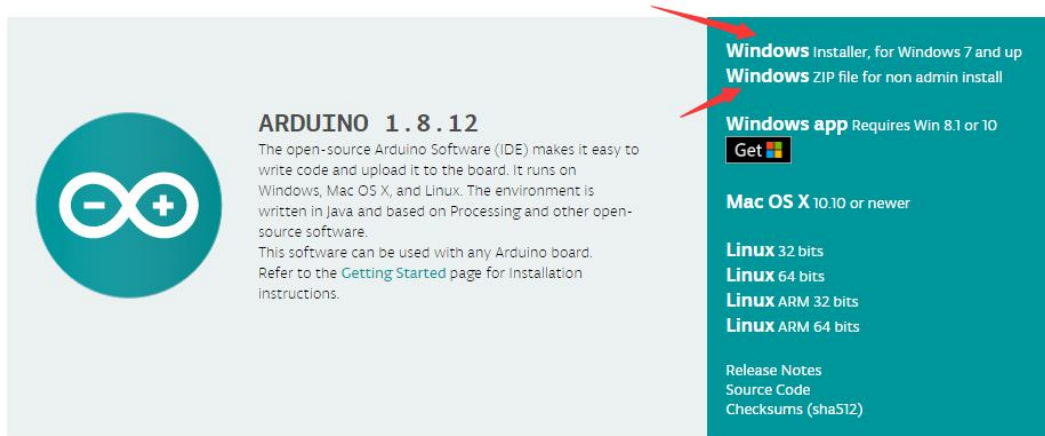 ARDUINO 1.8.12
The open-source Arduino Software (IDE) makes it easy to
write code and upload it to the board. It runs on
Windows, Mac OS X, and Linux. The environment is
written in Java and based on Processing and other open-
source software.
This software can be used with any Arduino board.
Refer to the Getting Started page for Installation
instructions.
Windows Installer, for Windows 7 and up
Windows ZIP file for non admin install
Windows app Requires Win 8.1 or 10
Get
Mac OS X 10.10 or newer
Linux 32 bits
Linux 64 bits
Linux ARM 32 bits
Linux ARM 64 bits
Release Notes
Source Code
Checksums (sha512)